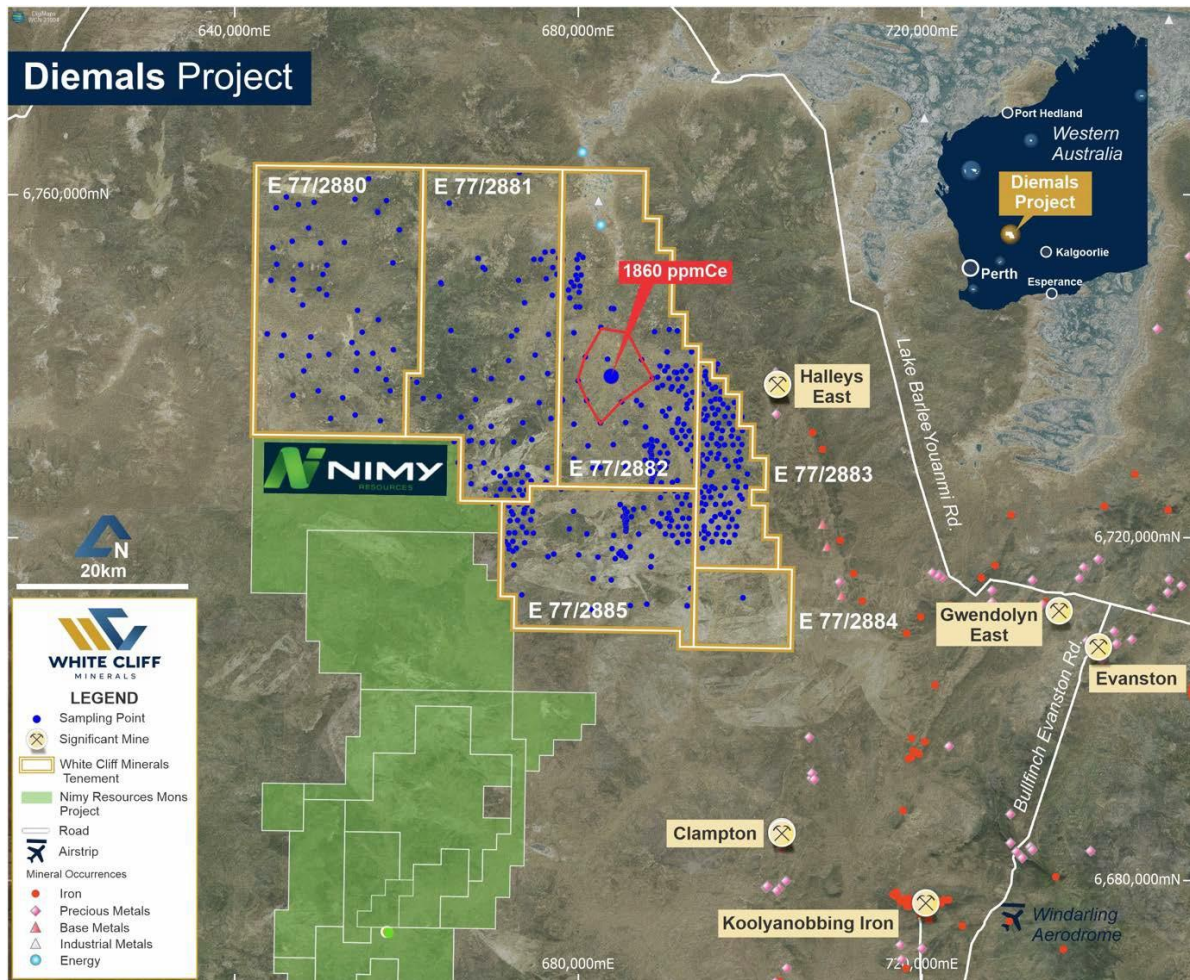 640,000mE
680,000mE
720,000mE
Diemals Project
6,760,000mN
E 77/2880
E 77/2881
1860 ppmCe
Port Hedland
Western
Australia
Diemals
Project
Kalgoorlie
Perth
Esperance
Halleys
East
Lake Barlee Youanmi Rd.
NIMY
RESOURCES
E 77/2882
E 77/2883
6,720,000mN
N
20km
E 77/2885
E 77/2884
Gwendolyn
East
Evanston
Bullfinch Evanston Rd.
WHITE CLIFF
MINERALS
LEGEND
Sampling Point
Significant Mine
White Cliff Minerals
Tenement
Nimy Resources Mons
Project
Road
Airstrip
Mineral Occurrences
Iron
Precious Metals
Base Metals
Industrial Metals
Energy
Clampton
6,680,000mN
Koolyanobbing Iron
Windarling
Aerodrome
680,000mE
720,000mE